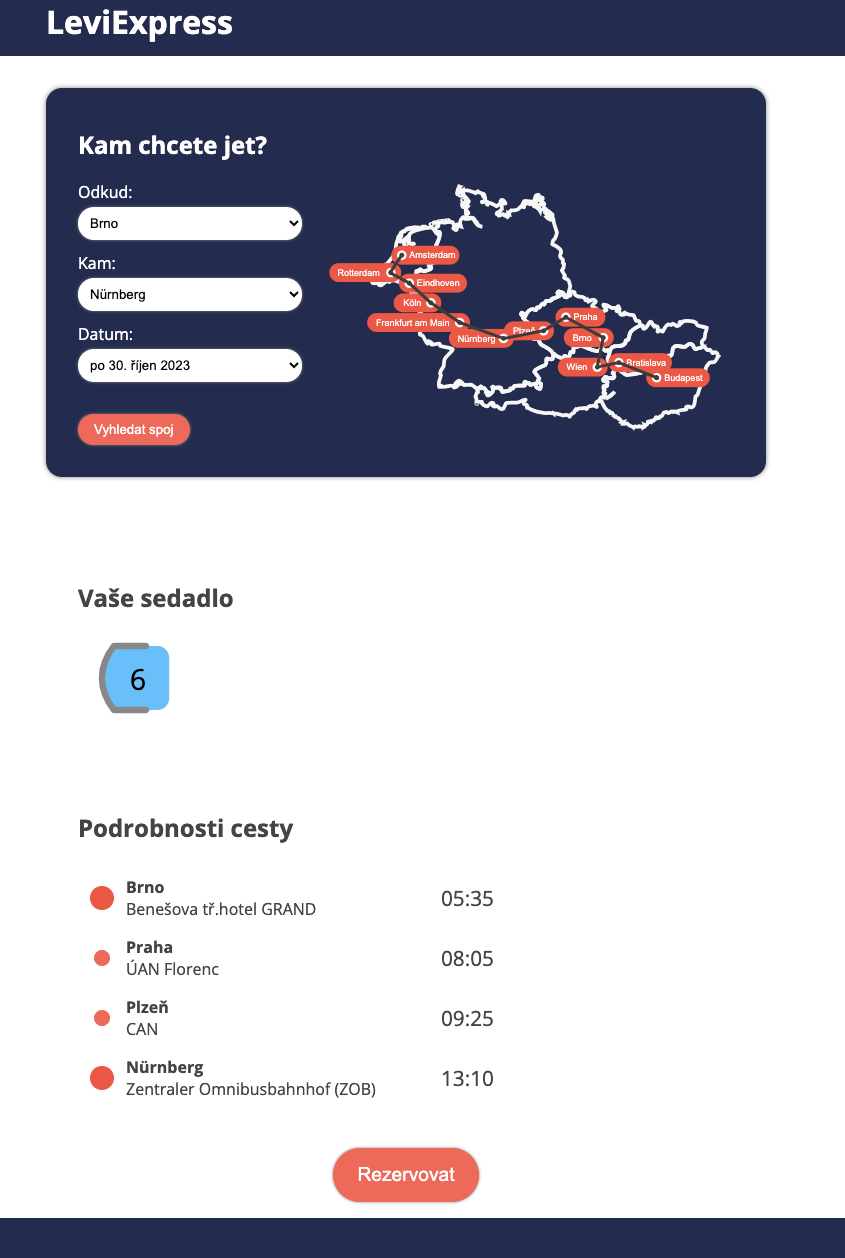 LeviExpress
Kam chcete jet?
Odkud:
Brno
Kam:
Nürnberg
Datum:
po 30. říjen 2023
Vyhledat spoj
Amsterdam
Rotterdam
Eindhoven
Köln
Frankfurt am Main
Nürnberg
Plzeň
Praha
Brno
Wien
Bratislava
Budapest
Vaše sedadlo
6
Podrobnosti cesty
Brno
Benešova tř.hotel GRAND
05:35
Praha
ÚAN Florenc
08:05
Plzeň
CAN
09:25
Nürnberg
Zentraler Omnibusbahnhof (ZOB)
13:10
Rezervovat